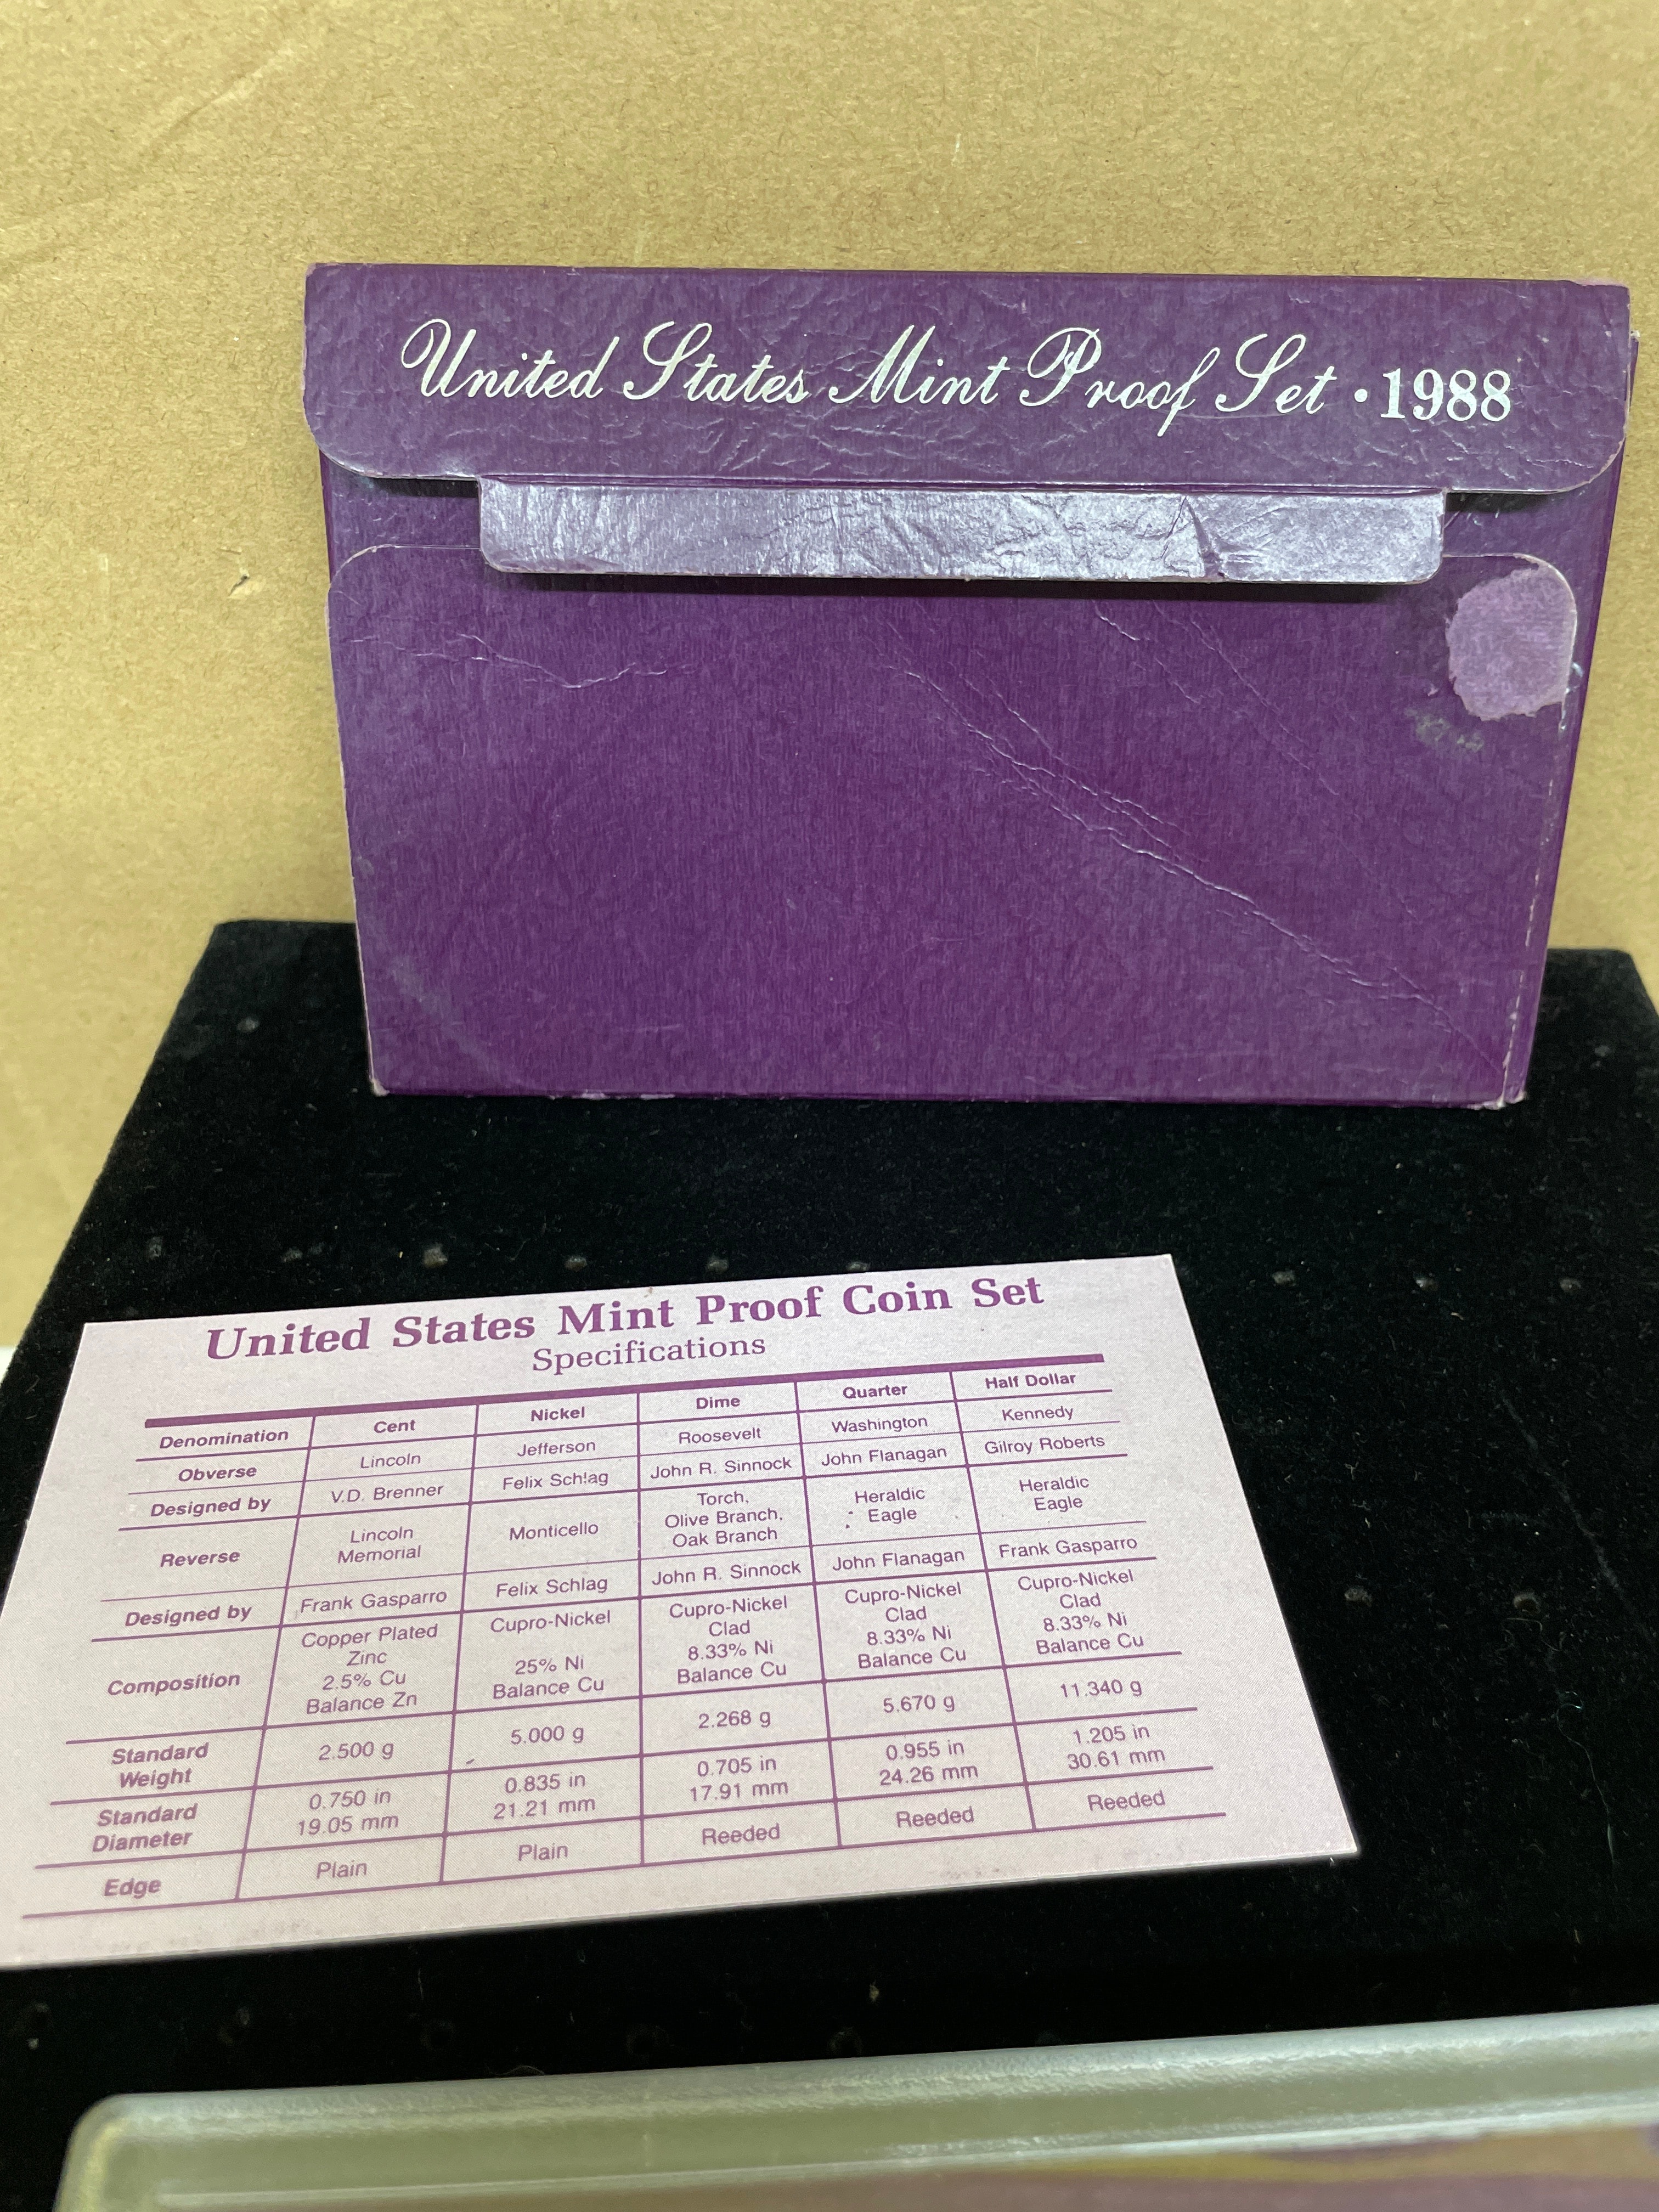 United States Mint Proof Set · 1988
United States Mint Proof Coin Set
Specifications
Denomination Cent Nickel Dime Quarter Half Dollar
Obverse Lincoln Jefferson Roosevelt Washington Kennedy
Designed by V.D. Brenner Felix Schlag John R. Sinnock John Flanagan Gilroy Roberts
Reverse Lincoln Memorial Monticello Torch, Olive Branch, Oak Branch Heraldic Eagle Heraldic Eagle
Designed by Frank Gasparro Felix Schlag John R. Sinnock John Flanagan Frank Gasparro
Composition Copper Plated Zinc 2.5% Cu Balance Zn Cupro-Nickel 25% Ni Balance Cu Cupro-Nickel Clad 8.33% Ni Balance Cu Cupro-Nickel Clad 8.33% Ni Balance Cu Cupro-Nickel Clad 8.33% Ni Balance Cu
Standard Weight 2.500 g 5.000 g 2.268 g 5.670 g 11.340 g
Standard Diameter 0.750 in 19.05 mm 0.835 in 21.21 mm 0.705 in 17.91 mm 0.955 in 24.26 mm 1.205 in 30.61 mm
Edge Plain Plain Reeded Reeded Reeded